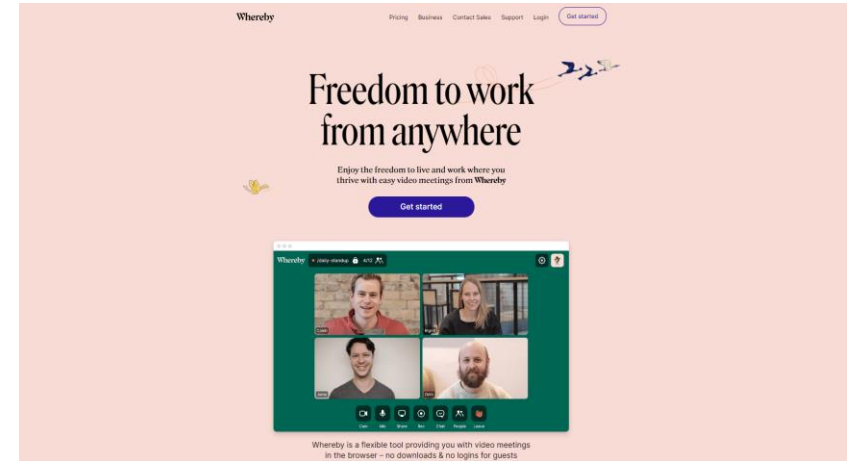 Whereby
Pricing Business Contact Sales Support Login Get started
Freedom to work
from anywhere
Enjoy the freedom to live and work where you
thrive with easy video meetings from Whereby
Get started
Whereby /daily-standup 4/12
Cam Mic Share Rec Chat People Leave
Whereby is a flexible tool providing you with video meetings
in the browser – no downloads & no logins for guests